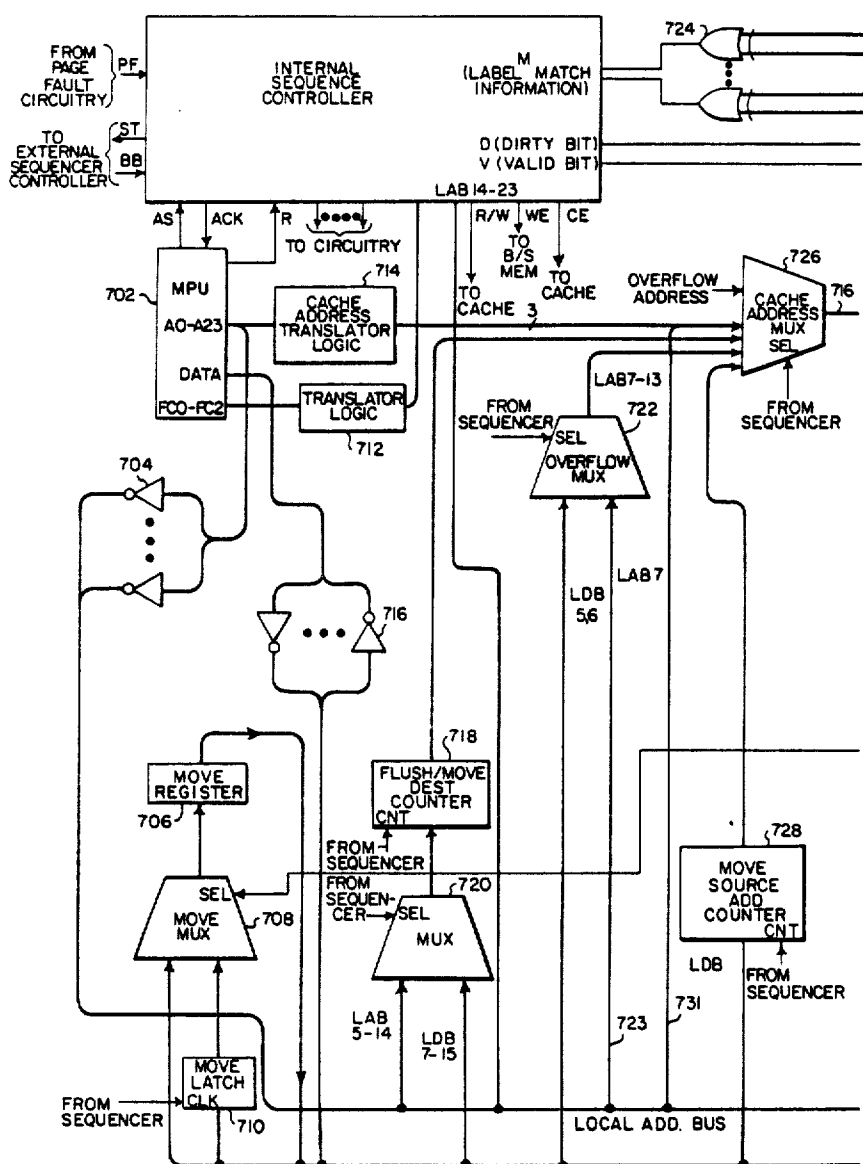 FROM
PAGE
FAULT
CIRCUITRY
PF
TO
EXTERNAL
SEQUENCER
CONTROLLER
ST
BB
INTERNAL
SEQUENCE
CONTROLLER
M
(LABEL MATCH
INFORMATION)
D (DIRTY BIT)
V (VALID BIT)
LAB 14-23
724
AS
ACK
R
TO CIRCUITRY
R/W
WE
CE
TO CACHE
TO
B/S
MEM
TO
CACHE
702
MPU
A0-A23
DATA
FC0-FC2
714
CACHE
ADDRESS
TRANSLATOR
LOGIC
3
TRANSLATOR
LOGIC
712
OVERFLOW
ADDRESS
726
CACHE
ADDRESS
MUX
SEL
716
FROM
SEQUENCER
LAB7-13
FROM
SEQUENCER
722
SEL
OVERFLOW
MUX
704
716
LDB
5,6
LAB7
718
FLUSH/MOVE
DEST
COUNTER
CNT
FROM
SEQUENCER
MOVE
REGISTER
706
728
MOVE
SOURCE
ADD
COUNTER
CNT
LDB
FROM
SEQUENCER
SEL
MOVE
MUX
708
FROM
SEQUEN-
CER
720
SEL
MUX
LAB
5-14
LDB
7-15
723
731
MOVE
LATCH
CLK
710
FROM
SEQUENCER
LOCAL ADD. BUS